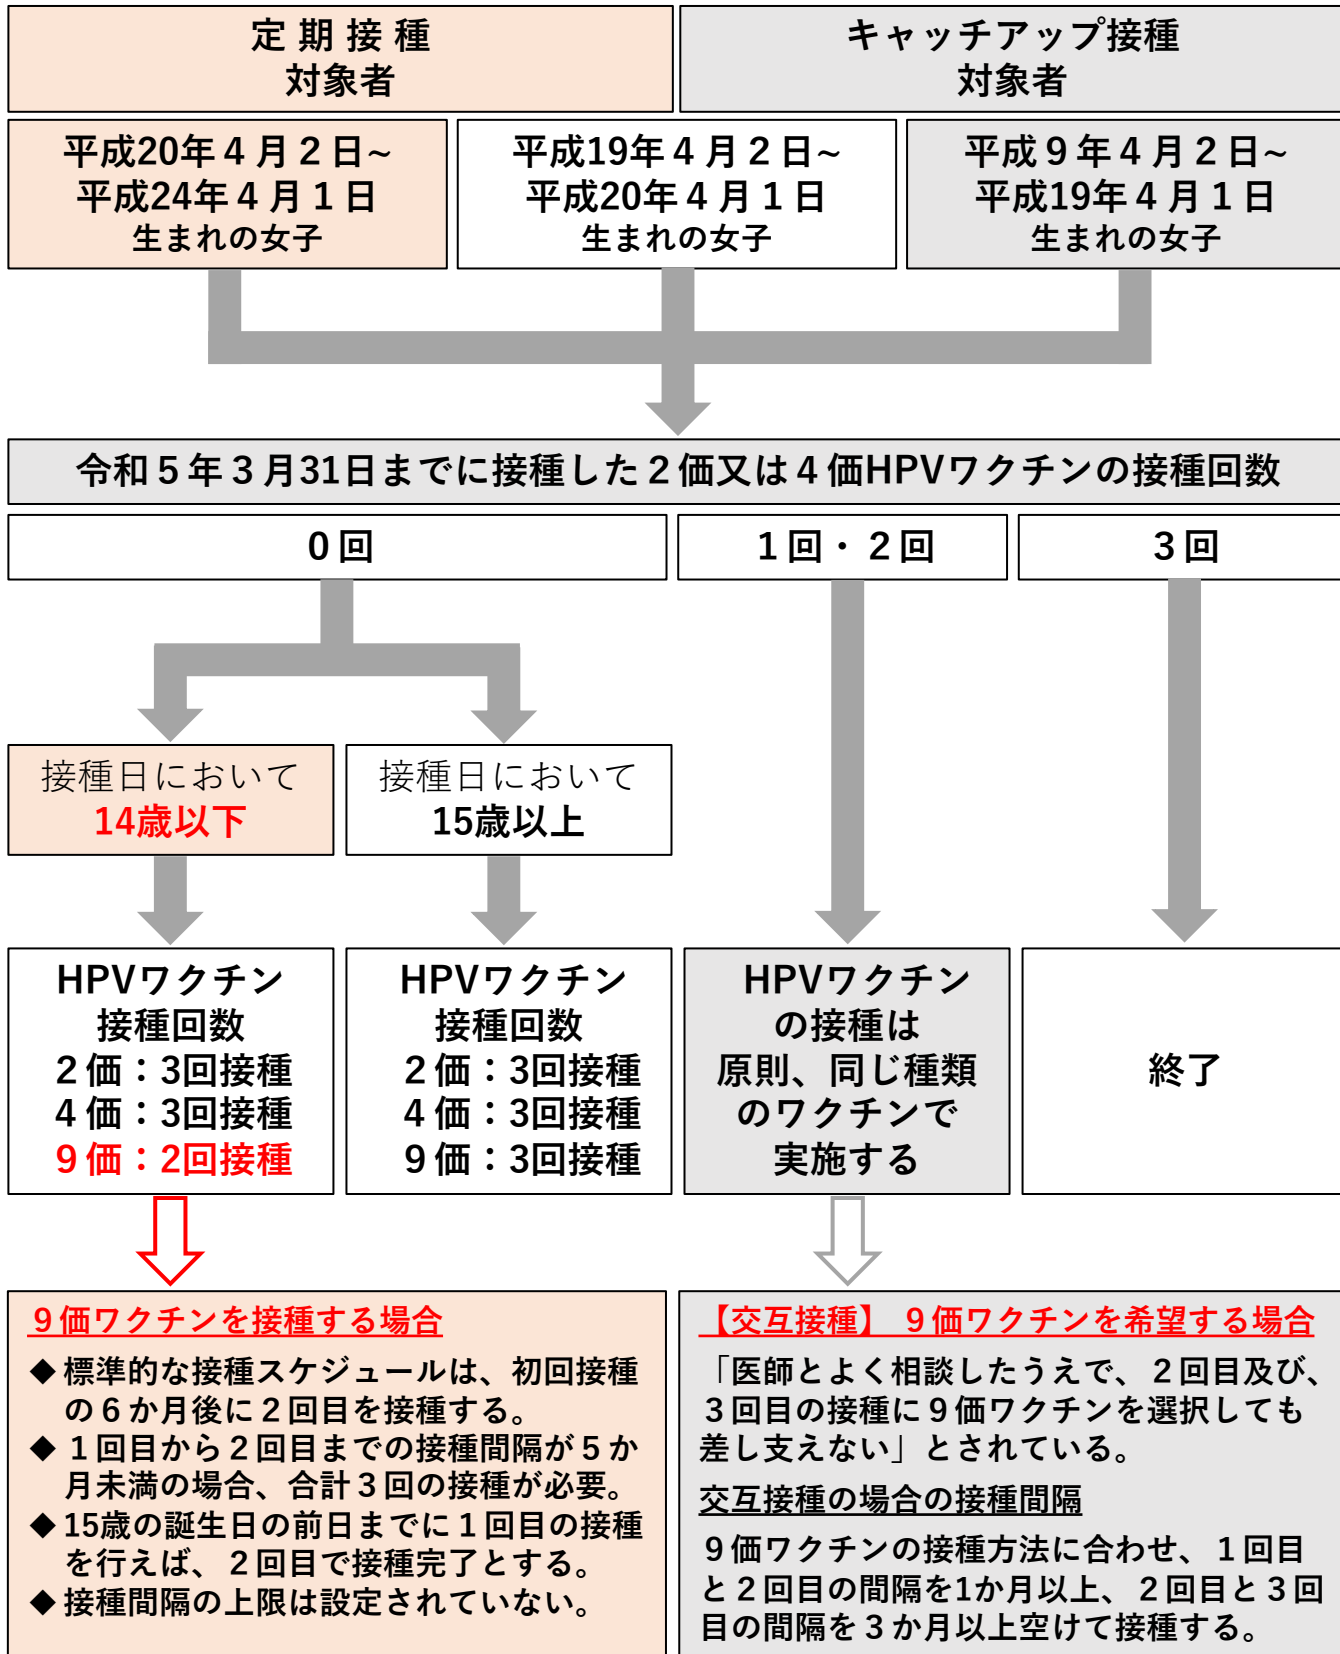 定期接種
対象者
キャッチアップ接種
対象者
平成20年４月２日~
平成24年４月１日
生まれの女子
平成19年４月２日~
平成20年４月１日
生まれの女子
平成９年４月２日~
平成19年４月１日
生まれの女子
令和５年３月31日までに接種した２価又は４価HPVワクチンの接種回数
０回
１回・２回
３回
接種日において
14歳以下
接種日において
15歳以上
HPVワクチン
接種回数
２価：3回接種
４価：3回接種
９価：2回接種
HPVワクチン
接種回数
２価：3回接種
４価：3回接種
９価：3回接種
HPVワクチン
の接種は
原則、同じ種類
のワクチンで
実施する
終了
９価ワクチンを接種する場合
◆標準的な接種スケジュールは、初回接種
の６か月後に２回目を接種する。
◆１回目から２回目までの接種間隔が５か
月未満の場合、合計３回の接種が必要。
◆15歳の誕生日の前日までに１回目の接種
を行えば、２回目で接種完了とする。
◆接種間隔の上限は設定されていない。
【交互接種】 ９価ワクチンを希望する場合
「医師とよく相談したうえで、２回目及び、
３回目の接種に９価ワクチンを選択しても
差し支えない」とされている。
交互接種の場合の接種間隔
９価ワクチンの接種方法に合わせ、１回目
と２回目の間隔を1か月以上、２回目と３回
目の間隔を３か月以上空けて接種する。